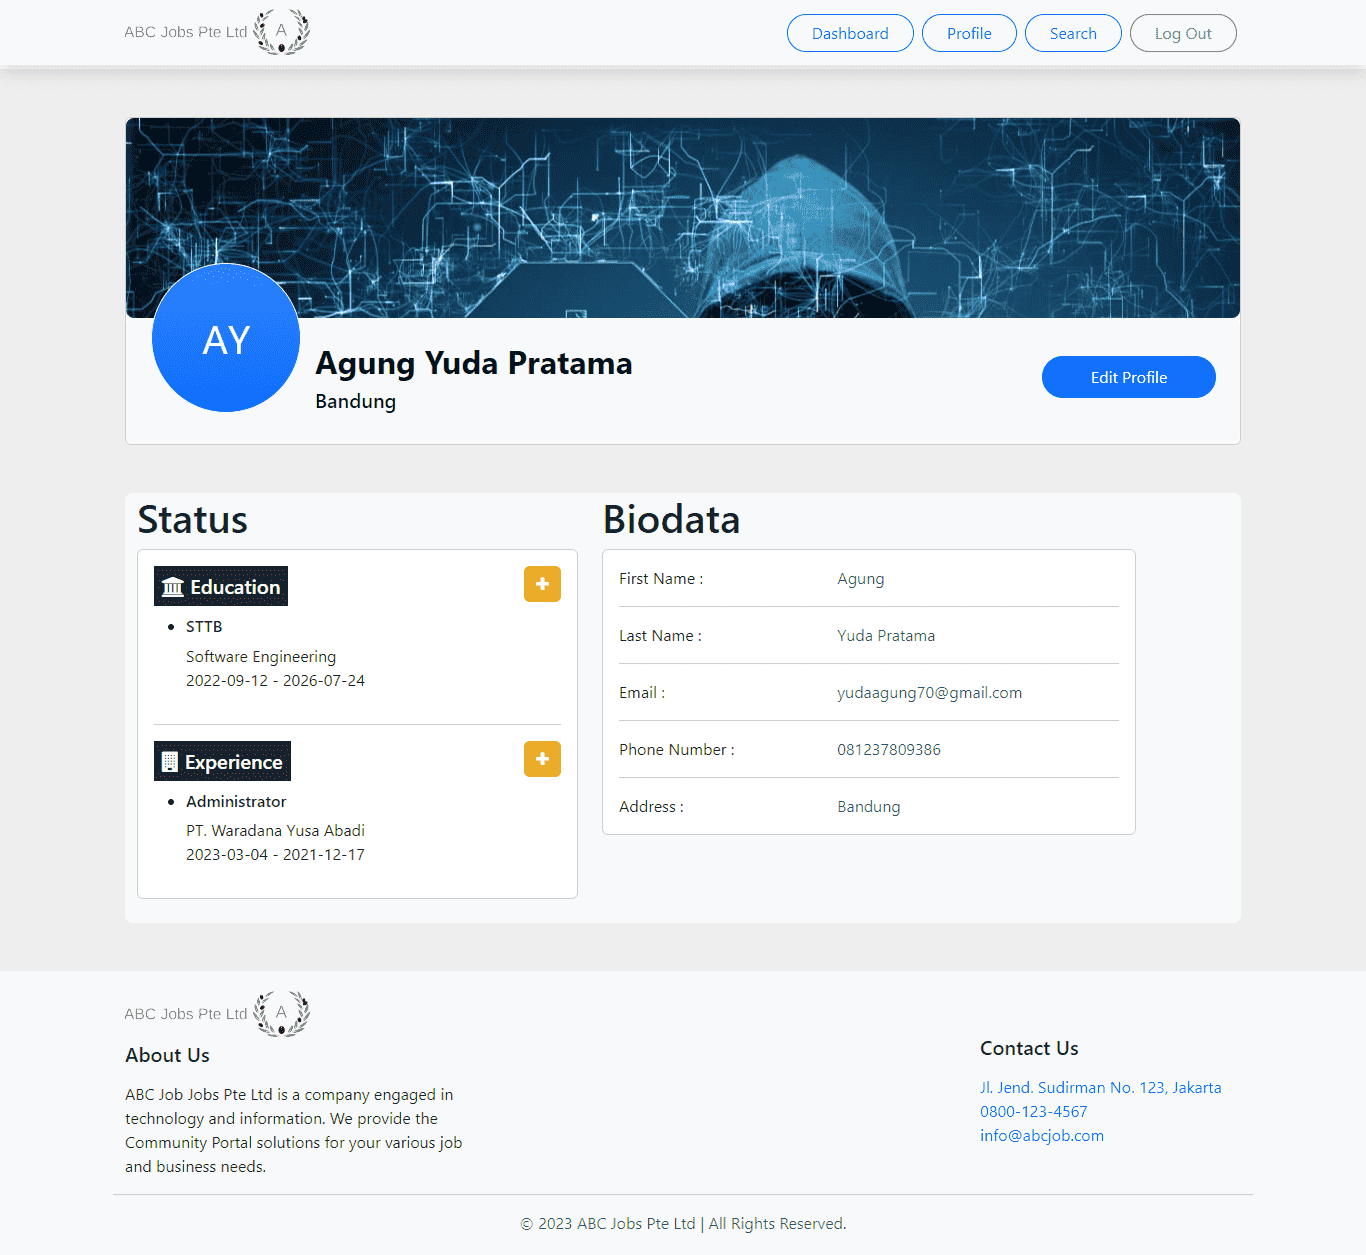 ABC Jobs Pte Ltd A
Dashboard
Profile
Search
Log Out
AY
Agung Yuda Pratama
Bandung
Edit Profile
Status
Education
+
STTB
Software Engineering
2022-09-12 - 2026-07-24
Experience
+
Administrator
PT. Waradana Yusa Abadi
2023-03-04 - 2021-12-17
Biodata
First Name : Agung
Last Name : Yuda Pratama
Email : yudaagung70@gmail.com
Phone Number : 081237809386
Address : Bandung
ABC Jobs Pte Ltd A
About Us
ABC Job Jobs Pte Ltd is a company engaged in
technology and information. We provide the
Community Portal solutions for your various job
and business needs.
Contact Us
Jl. Jend. Sudirman No. 123, Jakarta
0800-123-4567
info@abcjob.com
© 2023 ABC Jobs Pte Ltd | All Rights Reserved.